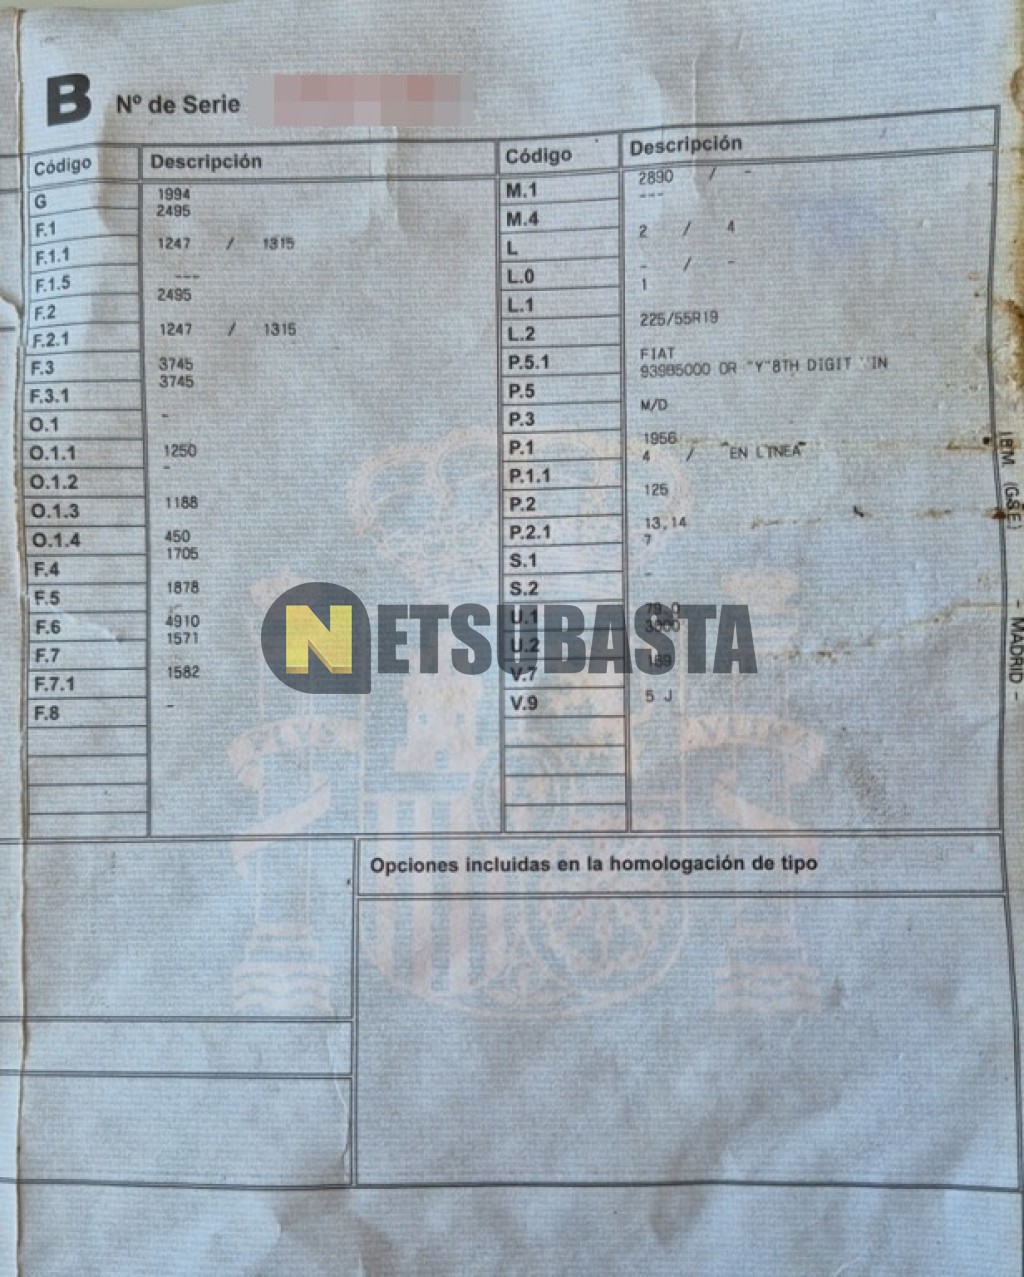 B Nº de Serie
Código Descripción Código Descripción
G 1994 M.1 2890 / -
F.1 2495 M.4 ---
F.1.1 1247 / 1315 L 2 / 4
F.1.5 --- L.0 - / -
F.2 2495 L.1 1
F.2.1 1247 / 1315 L.2 225/55R19
F.3 3745 P.5.1 FIAT
F.3.1 3745 P.5 939B5000 OR "Y"8TH DIGIT IN
O.1 - P.3 M/D
O.1.1 1250 P.1 1956
O.1.2 - P.1.1 4 / "EN LINEA"
O.1.3 1188 P.2 125
O.1.4 450 P.2.1 13,14
F.4 1705 S.1 7
F.5 1878 S.2 -
F.6 4910 U.1 79.0
F.7 1571 U.2 3000
F.7.1 1582 V.7 169
F.8 - V.9 5 J
NETSUBASTA
Opciones incluidas en la homologación de tipo
IBM (GSE) - MADRID -